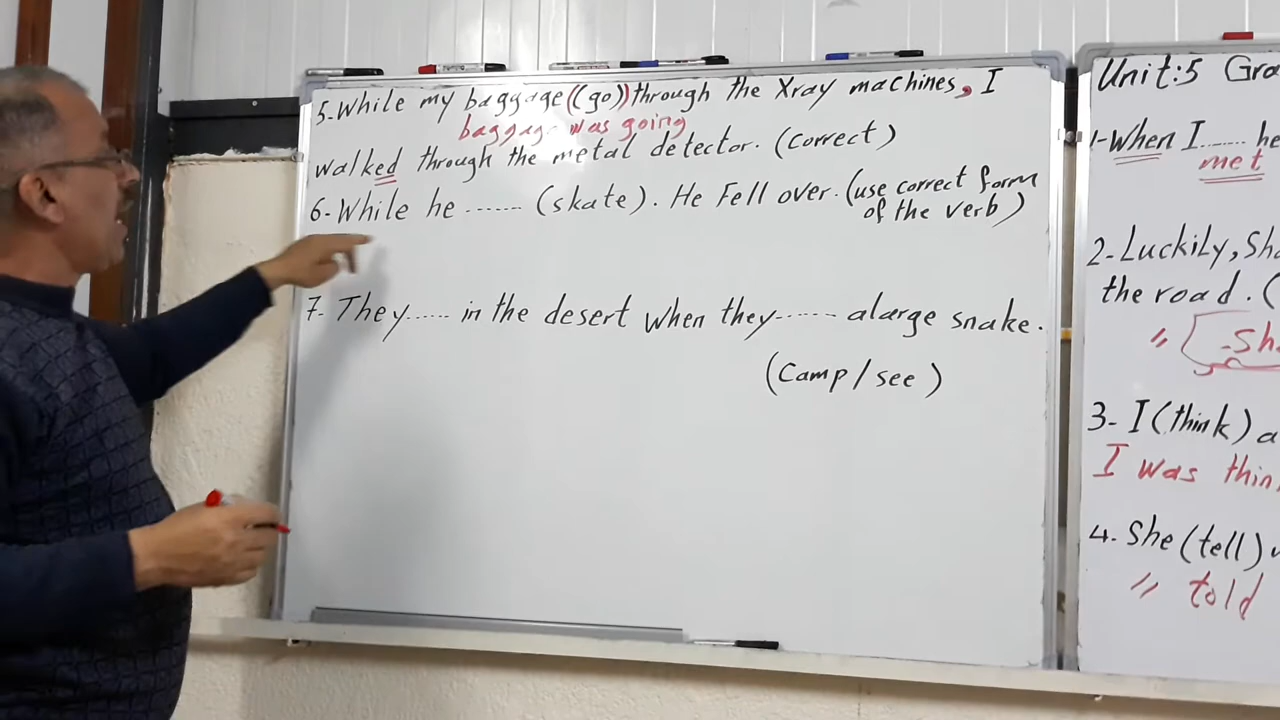 5. While my baggage ((go)) through the Xray machines, I
baggage was going
walked through the metal detector. (Correct)
6- While he ....... (skate). He Fell over. (use correct form
of the verb)
7- They...... in the desert when they....... alarge snake.
(Camp/see)
Unit:5
1-When I........ he
met
2- Luckily, Sh
the road. (
" - Sh
3- I (think) a
I was thin
4. She (tell)
" told